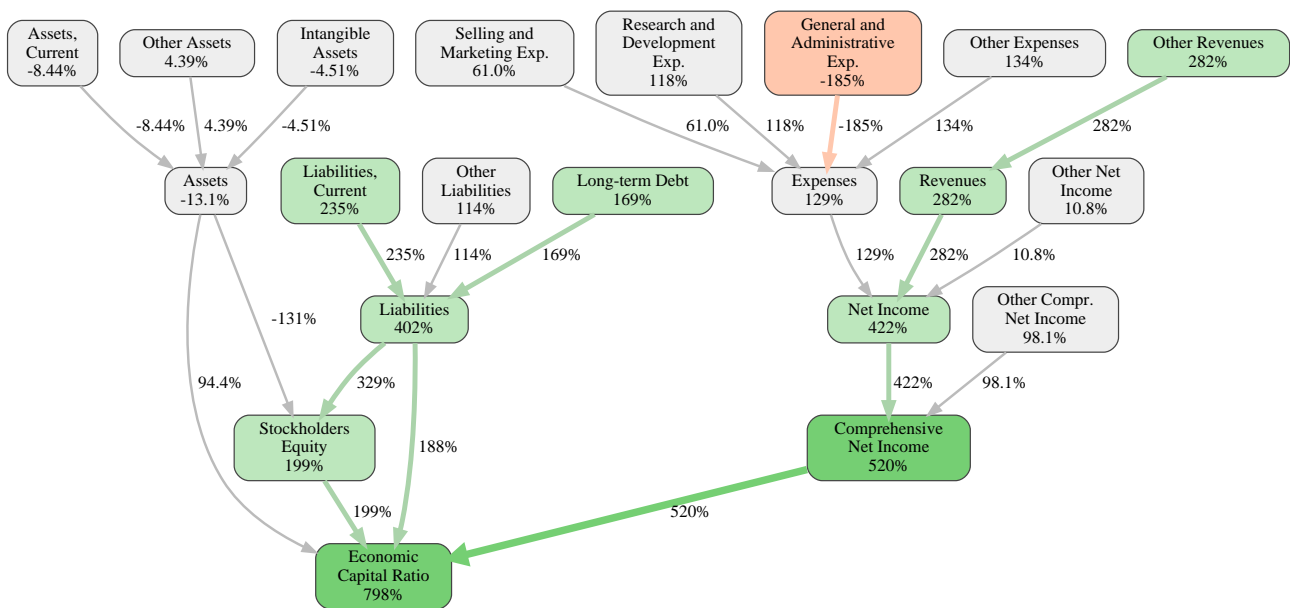 Assets,
Current
-8.44%
Other Assets
4.39%
Intangible
Assets
-4.51%
Selling and
Marketing Exp.
61.0%
Research and
Development
Exp.
118%
General and
Administrative
Exp.
-185%
Other Expenses
134%
Other Revenues
282%
-8.44%
4.39%
-4.51%
61.0%
118%
-185%
134%
282%
Assets
-13.1%
Liabilities,
Current
235%
Other
Liabilities
114%
Long-term Debt
169%
Expenses
129%
Revenues
282%
Other Net
Income
10.8%
235%
114%
169%
129%
282%
10.8%
-131%
Liabilities
402%
Net Income
422%
Other Compr.
Net Income
98.1%
94.4%
329%
422%
98.1%
Stockholders
Equity
199%
188%
Comprehensive
Net Income
520%
199%
520%
Economic
Capital Ratio
798%